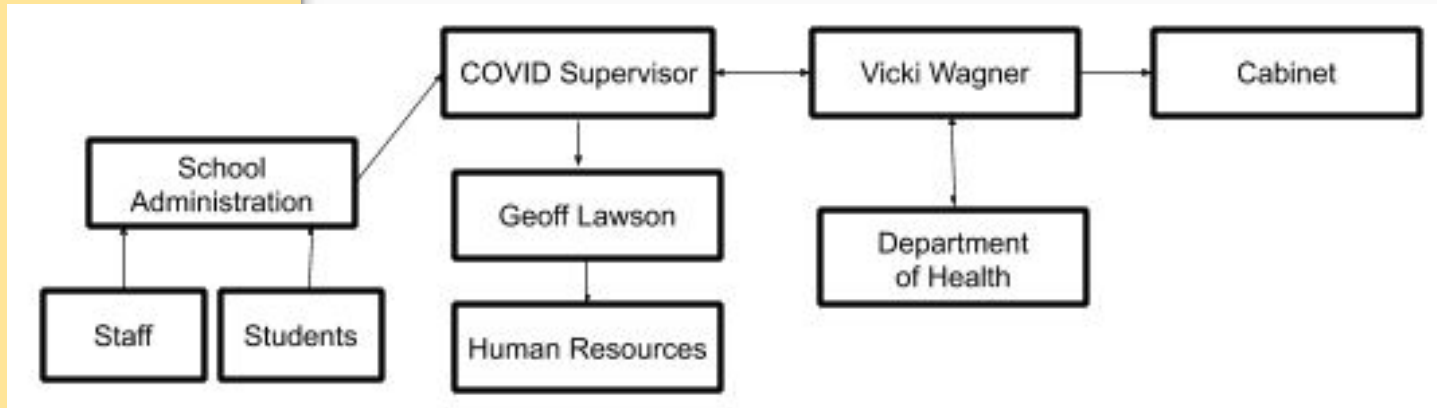 COVID Supervisor
Vicki Wagner
Cabinet
School
Administration
Geoff Lawson
Department
of Health
Staff
Students
Human Resources